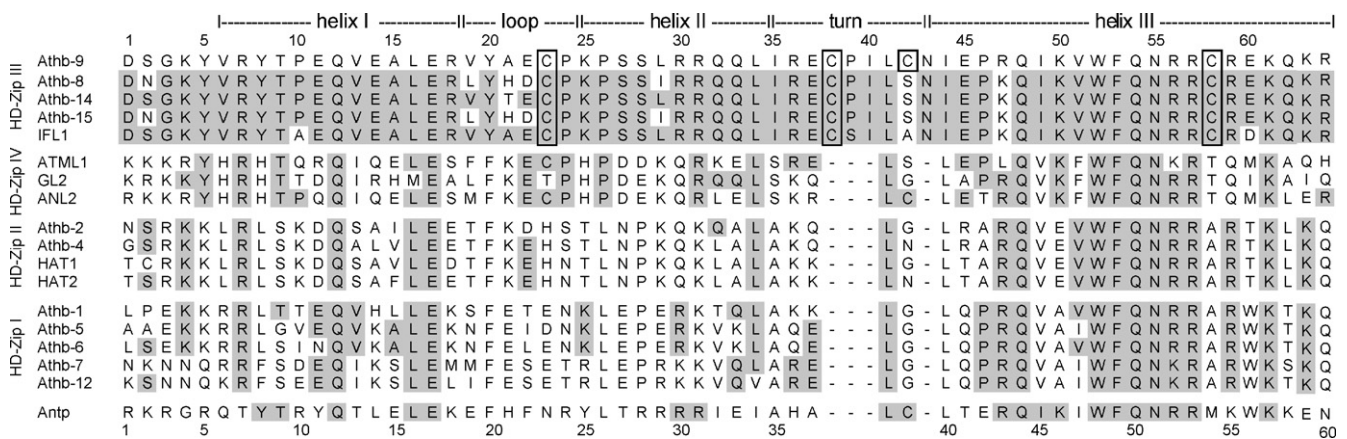 I--------- helix I ---------II-- loop ---II------- helix II -------II----- turn -------II---------------- helix III -----------------I
1 5 10 15 20 25 30 35 40 45 50 55 60
HD-Zip III
Athb-9 D S G K Y V R Y T P E Q V E A L E R V Y A E C P K P S S L R R Q Q L I R E C P I L C N I E P R Q I K V W F Q N R R C R E K Q K R
Athb-8 D N G K Y V R Y T P E Q V E A L E R L Y H D C P K P S S I R R Q Q L I R E C P I L S N I E P K Q I K V W F Q N R R C R E K Q K R
Athb-14 D S G K Y V R Y T P E Q V E A L E R V Y T E C P K P S S L R R Q Q L I R E C P I L S N I E P K Q I K V W F Q N R R C R E K Q K R
Athb-15 D N G K Y V R Y T P E Q V E A L E R L Y H D C P K P S S I R R Q Q L I R E C P I L S N I E P K Q I K V W F Q N R R C R E K Q K R
IFL1 D S G K Y V R Y T A E Q V E A L E R V Y A E C P K P S S L R R Q Q L I R E C S I L A N I E P K Q I K V W F Q N R R C R D K Q K R
HD-Zip IV
ATML1 K K K R Y H R H T Q R Q I Q E L E S F F K E C P H P D D K Q R K E L S R E - - - L S - L E P L Q V K F W F Q N K R T Q M K A Q H
GL2 K R K K Y H R H T T D Q I R H M E A L F K E T P H P D E K Q R Q Q L S K Q - - - L G - L A P R Q V K F W F Q N R R T Q I K A I Q
ANL2 R K K R Y H R H T P Q Q I Q E L E S M F K E C P H P D E K Q R L E L S K R - - - L C - L E T R Q V K F W F Q N R R T Q M K L E R
HD-Zip II
Athb-2 N S R K K L R L S K D Q S A I L E E T F K D H S T L N P K Q K Q A L A K Q - - - L G - L R A R Q V E V W F Q N R R A R T K L K Q
Athb-4 G S R K K L R L S K D Q A L V L E E T F K E H S T L N P K Q K L A L A K Q - - - L N - L R A R Q V E V W F Q N R R A R T K L K Q
HAT1 T C R K K L R L S K D Q S A V L E D T F K E H N T L N P K Q K L A L A K K - - - L G - L T A R Q V E V W F Q N R R A R T K L K Q
HAT2 T S R K K L R L S K D Q S A F L E E T F K E H N T L N P K Q K L A L A K K - - - L N - L T A R Q V E V W F Q N R R A R T K L K Q
HD-Zip I
Athb-1 L P E K K R R L T T E Q V H L L E K S F E T E N K L E P E R K T Q L A K K - - - L G - L Q P R Q V A V W F Q N R R A R W K T K Q
Athb-5 A A E K K R R L G V E Q V K A L E K N F E I D N K L E P E R K V K L A Q E - - - L G - L Q P R Q V A I W F Q N R R A R W K T K Q
Athb-6 L S E K K R R L S I N Q V K A L E K N F E L E N K L E P E R K V K L A Q E - - - L G - L Q P R Q V A V W F Q N R R A R W K T K Q
Athb-7 N K N N Q R R F S D E Q I K S L E M M F E S E T R L E P R K K V Q L A R E - - - L G - L Q P R Q V A I W F Q N K R A R W K S K Q
Athb-12 K S N N Q K R F S E E Q I K S L E L I F E S E T R L E P R K K V Q V A R E - - - L G - L Q P R Q V A I W F Q N K R A R W K T K Q
Antp R K R G R Q T Y T R Y Q T L E L E K E F H F N R Y L T R R R R I E I A H A - - - L C - L T E R Q I K I W F Q N R R M K W K K E N
1 5 10 15 20 25 30 35 40 45 50 55 60